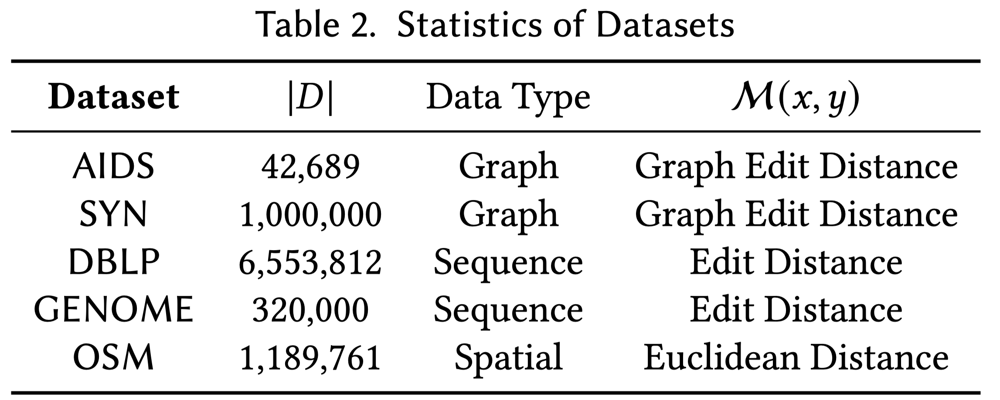 Table 2. Statistics of Datasets
Dataset |D| Data Type M(x, y)
AIDS 42,689 Graph Graph Edit Distance
SYN 1,000,000 Graph Graph Edit Distance
DBLP 6,553,812 Sequence Edit Distance
GENOME 320,000 Sequence Edit Distance
OSM 1,189,761 Spatial Euclidean Distance